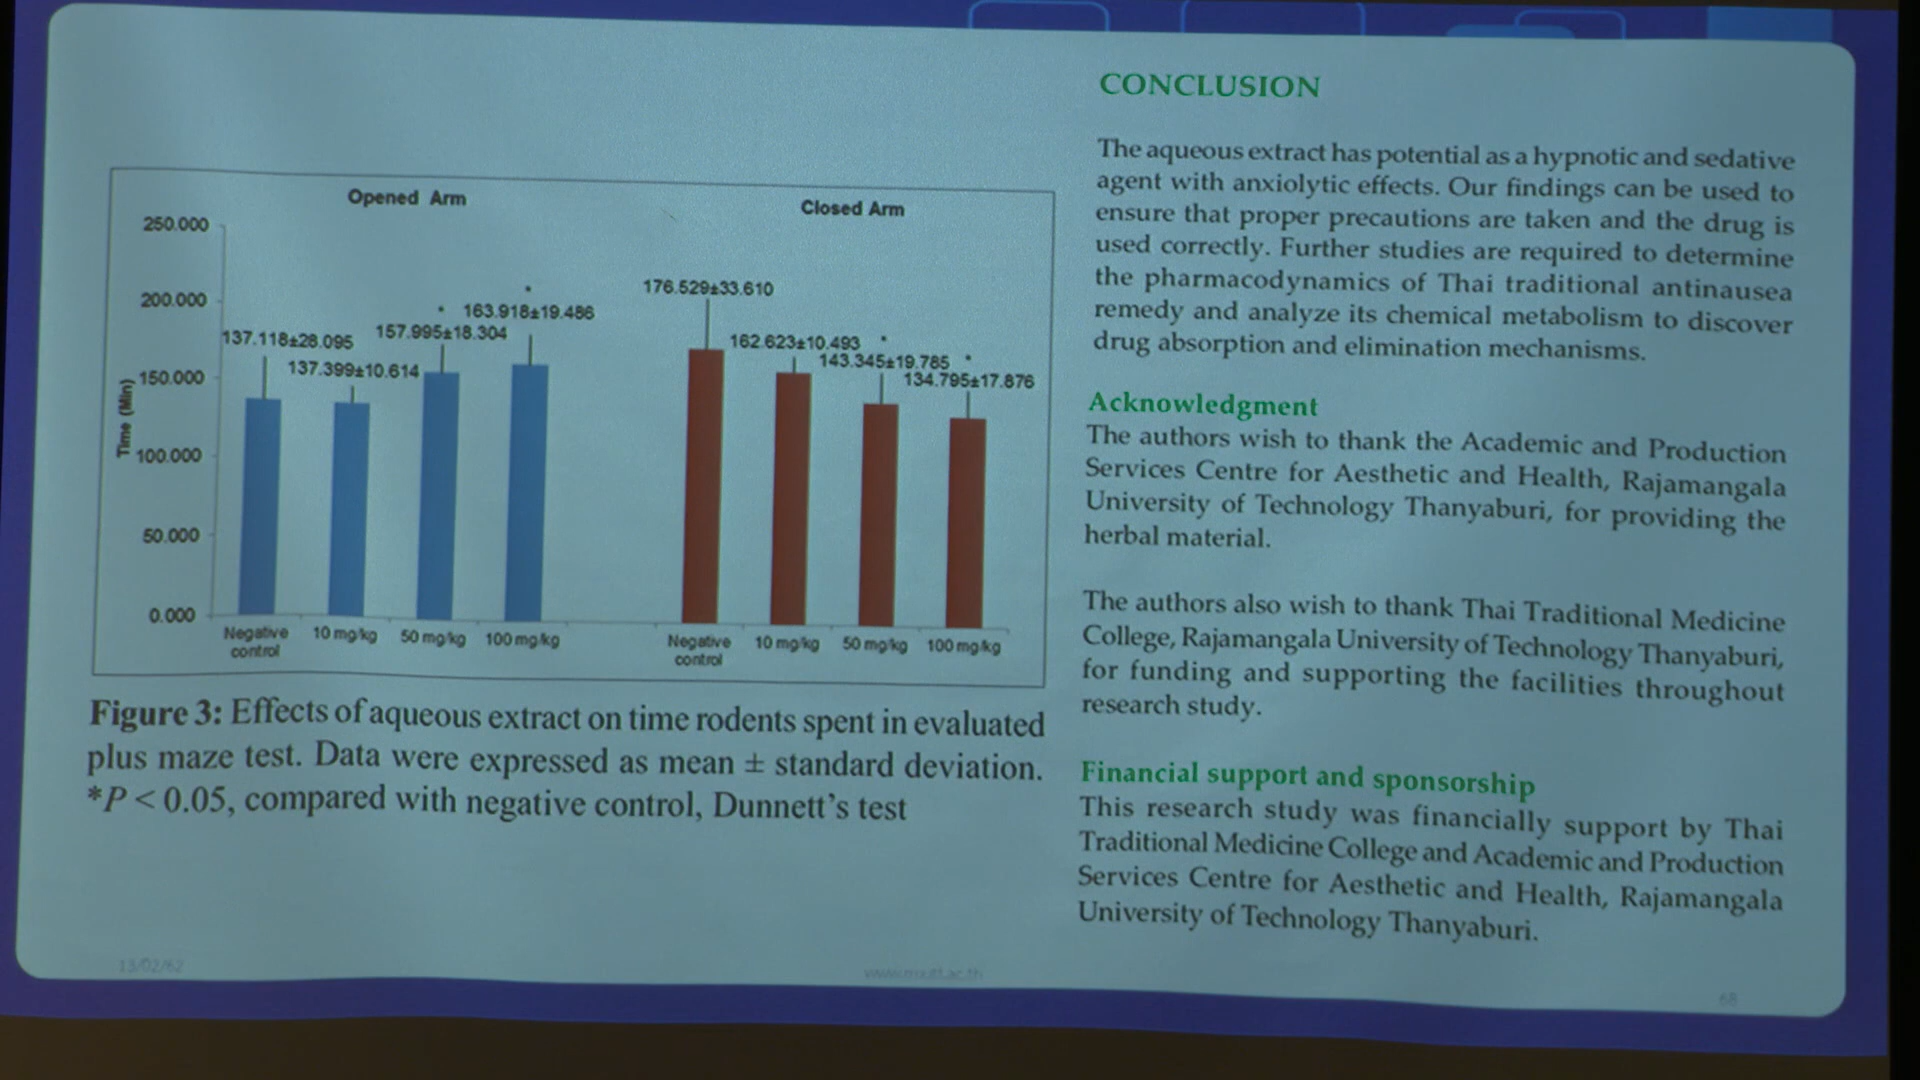 Opened Arm
Closed Arm
250.000
200.000
150.000
100.000
50.000
0.000
Time (Min)
137.118±28.095
137.399±10.614
* 157.995±18.304
* 163.918±19.486
176.529±33.610
162.623±10.493
* 143.345±19.785
* 134.795±17.876
Negative control
10 mg/kg
50 mg/kg
100 mg/kg
Negative control
10 mg/kg
50 mg/kg
100 mg/kg
Figure 3: Effects of aqueous extract on time rodents spent in evaluated
plus maze test. Data were expressed as mean ± standard deviation.
*P < 0.05, compared with negative control, Dunnett's test
CONCLUSION
The aqueous extract has potential as a hypnotic and sedative
agent with anxiolytic effects. Our findings can be used to
ensure that proper precautions are taken and the drug is
used correctly. Further studies are required to determine
the pharmacodynamics of Thai traditional antinausea
remedy and analyze its chemical metabolism to discover
drug absorption and elimination mechanisms.
Acknowledgment
The authors wish to thank the Academic and Production
Services Centre for Aesthetic and Health, Rajamangala
University of Technology Thanyaburi, for providing the
herbal material.
The authors also wish to thank Thai Traditional Medicine
College, Rajamangala University of Technology Thanyaburi,
for funding and supporting the facilities throughout
research study.
Financial support and sponsorship
This research study was financially support by Thai
Traditional Medicine College and Academic and Production
Services Centre for Aesthetic and Health, Rajamangala
University of Technology Thanyaburi.
13/02/62
68